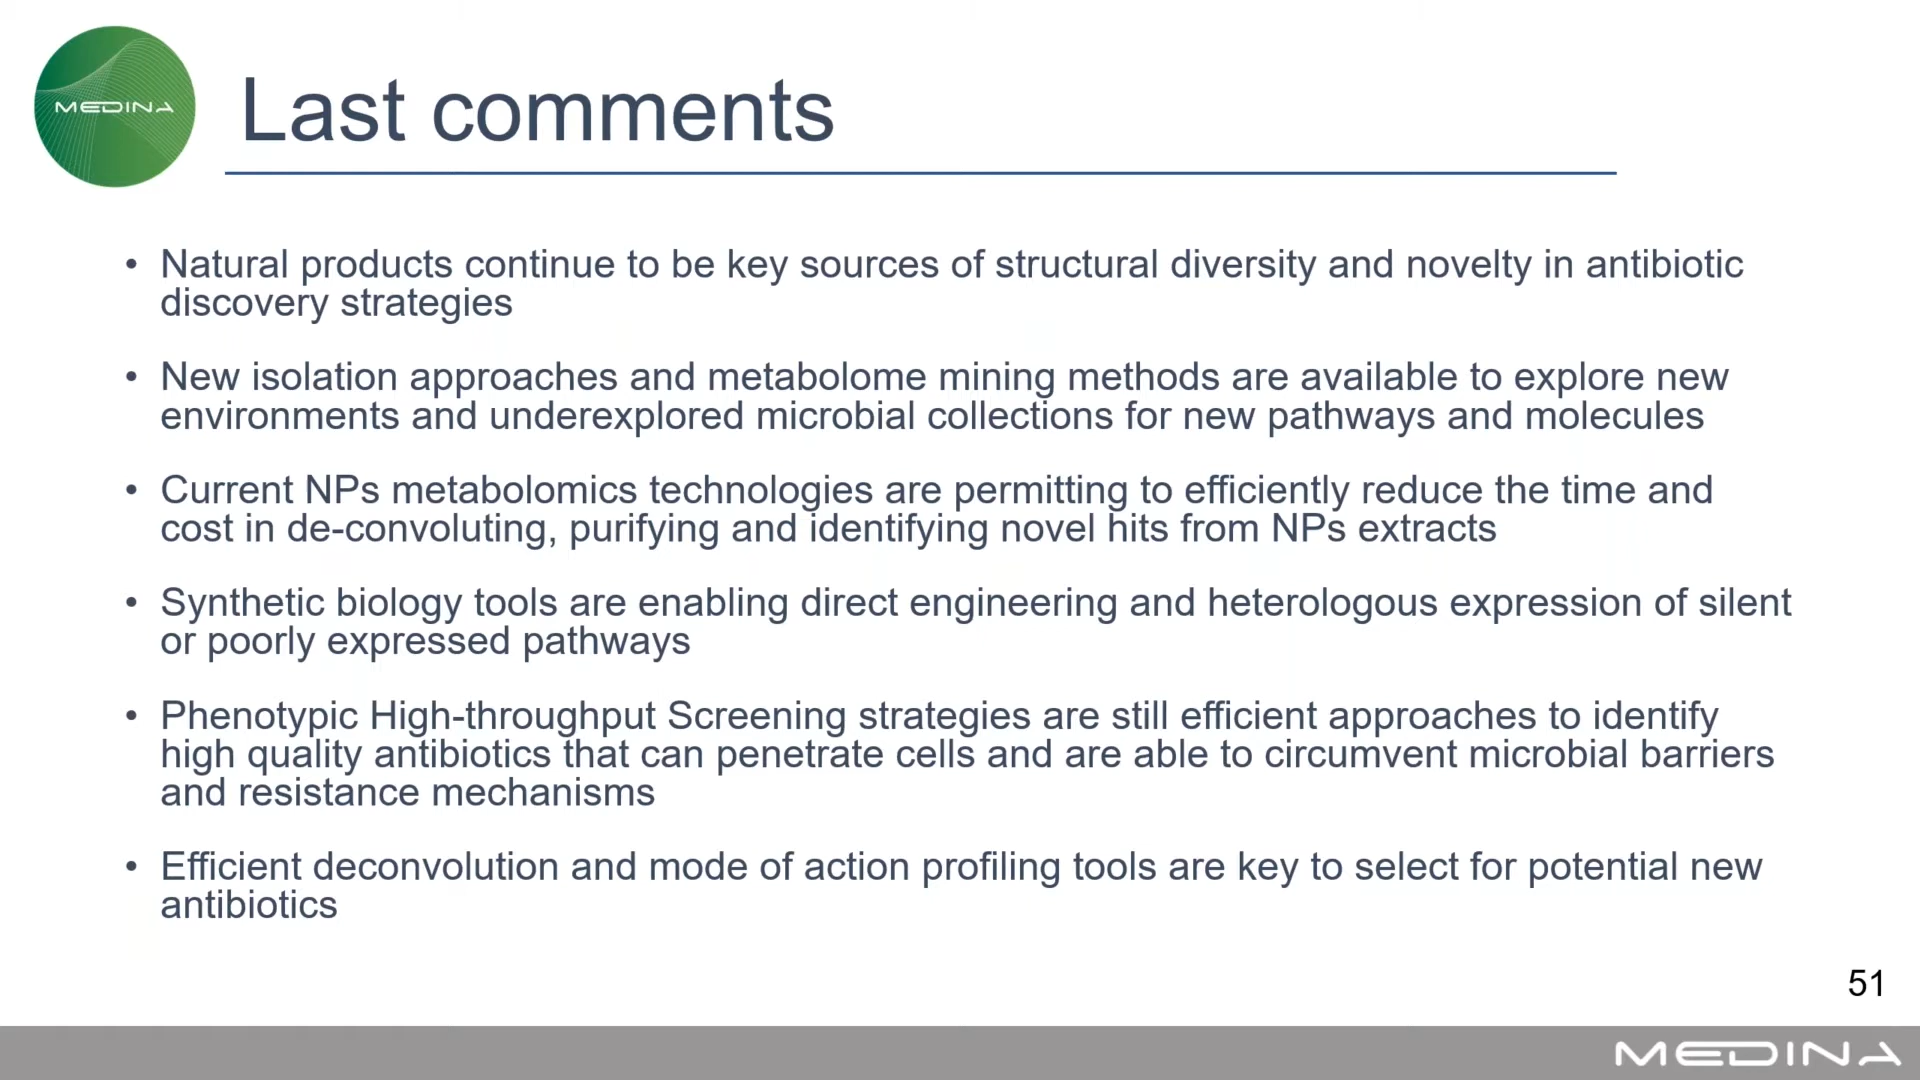 MEDINA
Last comments
• Natural products continue to be key sources of structural diversity and novelty in antibiotic
discovery strategies
• New isolation approaches and metabolome mining methods are available to explore new
environments and underexplored microbial collections for new pathways and molecules
• Current NPs metabolomics technologies are permitting to efficiently reduce the time and
cost in de-convoluting, purifying and identifying novel hits from NPs extracts
• Synthetic biology tools are enabling direct engineering and heterologous expression of silent
or poorly expressed pathways
• Phenotypic High-throughput Screening strategies are still efficient approaches to identify
high quality antibiotics that can penetrate cells and are able to circumvent microbial barriers
and resistance mechanisms
• Efficient deconvolution and mode of action profiling tools are key to select for potential new
antibiotics
51
MEDINA